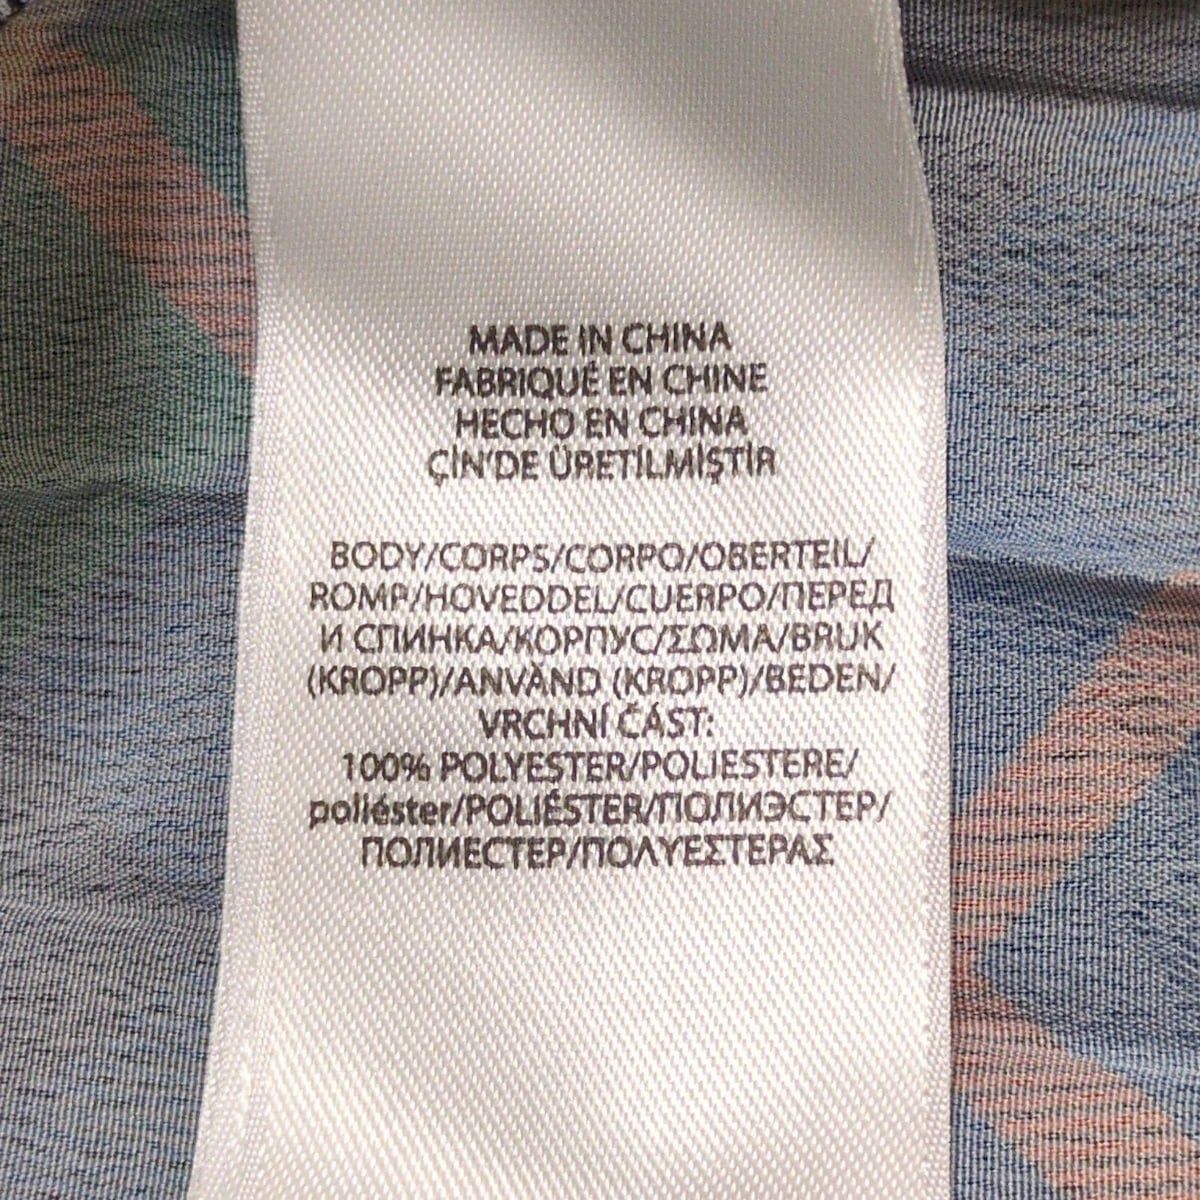 MADE IN CHINA
FABRIQUÉ EN CHINE
HECHO EN CHINA
ÇİN'DE ÜRETİLMİŞTİR
BODY/CORPS/CORPO/OBERTEIL/
ROMP/HOVEDDEL/CUERPO/ПЕРЕД
И СПИНКА/КОРПУС/ΣΩΜΑ/BRUK
(KROPP)/ANVÄND (KROPP)/BEDEN/
VRCHNÍ ČÁST:
100% POLYESTER/POLIESTERE/
poliéster/POLIÉSTER/ПОЛИЭСТЕР/
ПОЛИЕСТЕР/ΠΟΛΥΕΣΤΕΡΑΣ